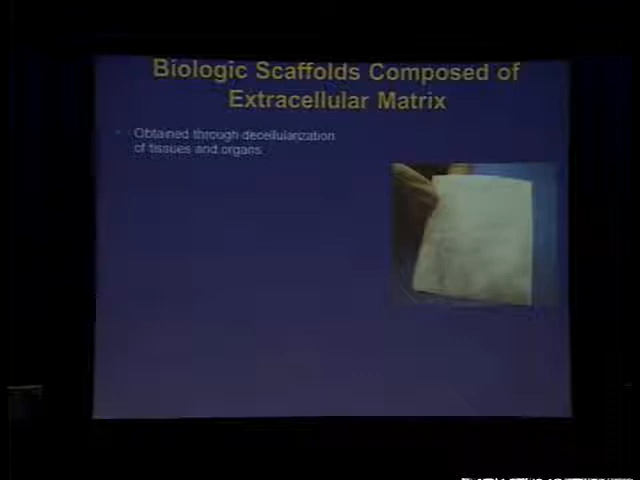 Biologic Scaffolds Composed of
Extracellular Matrix
Obtained through decellularization
of tissues and organs